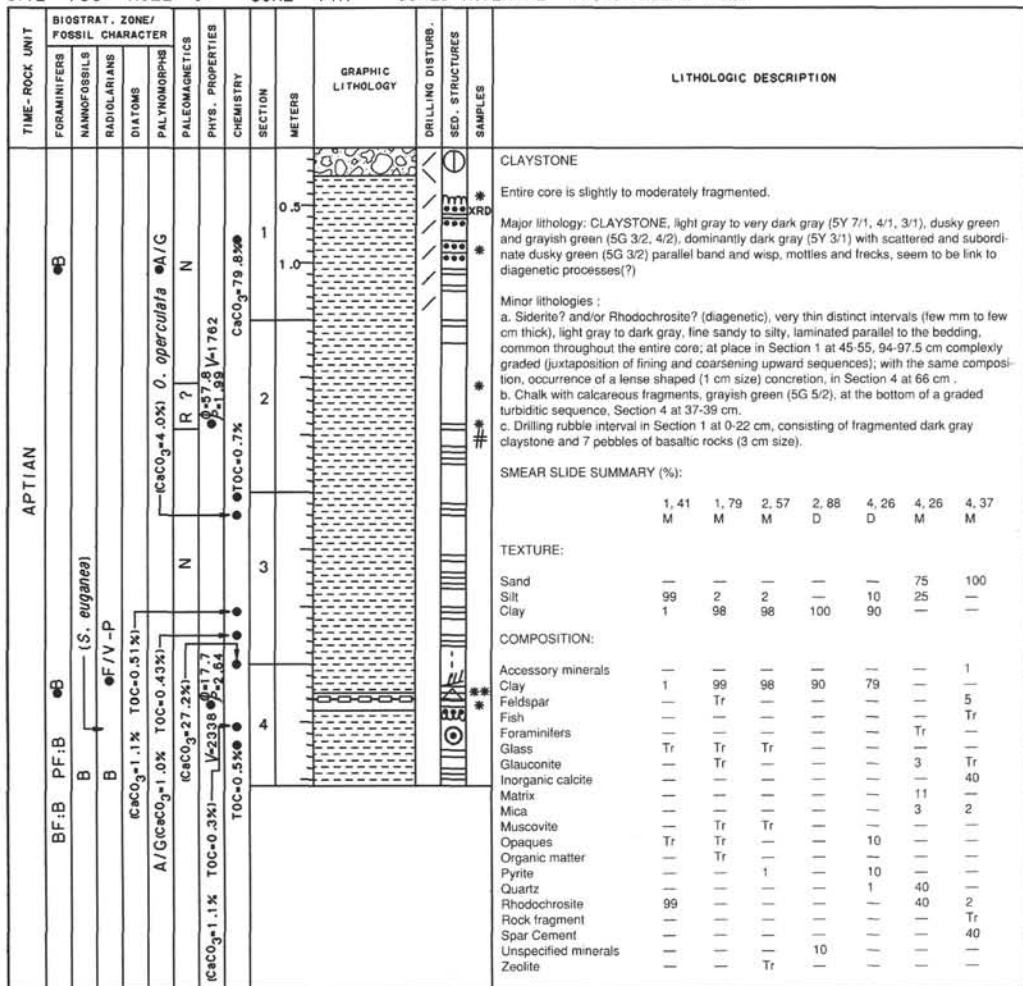 TIME-ROCK UNIT
BIOSTRAT. ZONE/
FOSSIL CHARACTER
FORAMINIFERS
NANNOFOSSILS
RADIOLARIANS
DIATOMS
PALYNOMORPHS
PALEOMAGNETICS
PHYS. PROPERTIES
CHEMISTRY
SECTION
METERS
GRAPHIC
LITHOLOGY
DRILLING DISTURB.
SED. STRUCTURES
SAMPLES
LITHOLOGIC DESCRIPTION
APTIAN
●B
●B
BF:B PF:B
(S. euganea)
B
●F/V-P
B
(CaCO3=1.1% TOC=0.51%)
(CaCO3=4.0%) O. operculata ●A/G
A/G(CaCO3=1.0% TOC=0.43%)
N
R ?
N
(CaCO3=27.2%)
●Φ=57.8 V=1762
ρ=1.99
V=2338 ●Φ=17.7
ρ=2.64
(CaCO3=1.1% TOC=0.3%)
CaCO3=79.8%●
●TOC=0.7%
TOC=0.5%●
1
2
3
4
0.5
1.0
*
XRD
*
*
*
#
**
*
CLAYSTONE
Entire core is slightly to moderately fragmented.
Major lithology: CLAYSTONE, light gray to very dark gray (5Y 7/1, 4/1, 3/1), dusky green
and grayish green (5G 3/2, 4/2), dominantly dark gray (5Y 3/1) with scattered and subordi-
nate dusky green (5G 3/2) parallel band and wisp, mottles and frecks, seem to be link to
diagenetic processes(?)
Minor lithologies :
a. Siderite? and/or Rhodochrosite? (diagenetic), very thin distinct intervals (few mm to few
cm thick), light gray to dark gray, fine sandy to silty, laminated parallel to the bedding,
common throughout the entire core; at place in Section 1 at 45-55, 94-97.5 cm complexly
graded (juxtaposition of fining and coarsening upward sequences); with the same composi-
tion, occurrence of a lense shaped (1 cm size) concretion, in Section 4 at 66 cm .
b. Chalk with calcareous fragments, grayish green (5G 5/2), at the bottom of a graded
turbiditic sequence, Section 4 at 37-39 cm.
c. Drilling rubble interval in Section 1 at 0-22 cm, consisting of fragmented dark gray
claystone and 7 pebbles of basaltic rocks (3 cm size).
SMEAR SLIDE SUMMARY (%):
1, 41 1, 79 2, 57 2, 88 4, 26 4, 26 4, 37
M M M D D M M
TEXTURE:
Sand — — — — — 75 100
Silt 99 2 2 — 10 25 —
Clay 1 98 98 100 90 — —
COMPOSITION:
Accessory minerals — — — — — — 1
Clay 1 99 98 90 79 — —
Feldspar — Tr — — — — 5
Fish — — — — — — Tr
Foraminifers — — — — — Tr —
Glass Tr Tr Tr — — — —
Glauconite — Tr — — — 3 Tr
Inorganic calcite — — — — — — 40
Matrix — — — — — 11 —
Mica — — — — — 3 2
Muscovite — Tr Tr — — — —
Opaques Tr Tr — — 10 — —
Organic matter — Tr — — — — —
Pyrite — — 1 — 10 — —
Quartz — — — — 1 40 —
Rhodochrosite 99 — — — — 40 2
Rock fragment — — — — — — Tr
Spar Cement — — — — — — 40
Unspecified minerals — — — 10 — — —
Zeolite — — Tr — — — —